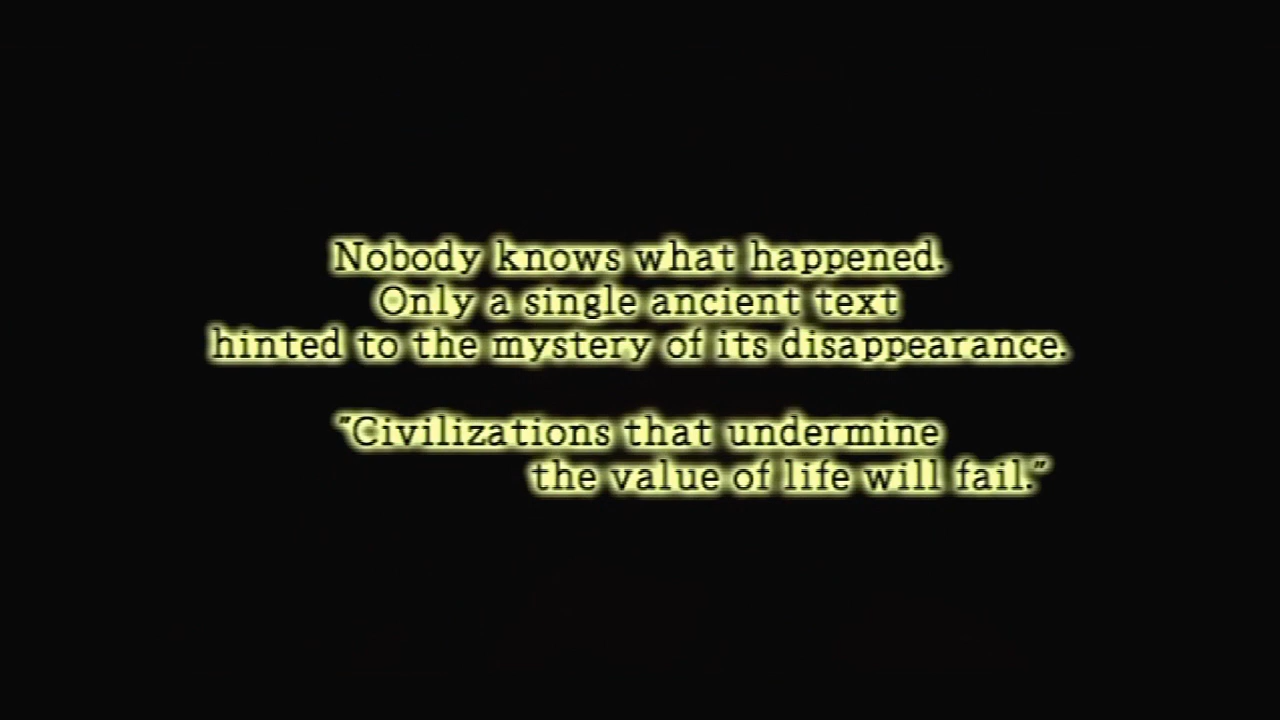 Nobody knows what happened.
Only a single ancient text
hinted to the mystery of its disappearance.
"Civilizations that undermine
the value of life will fail."